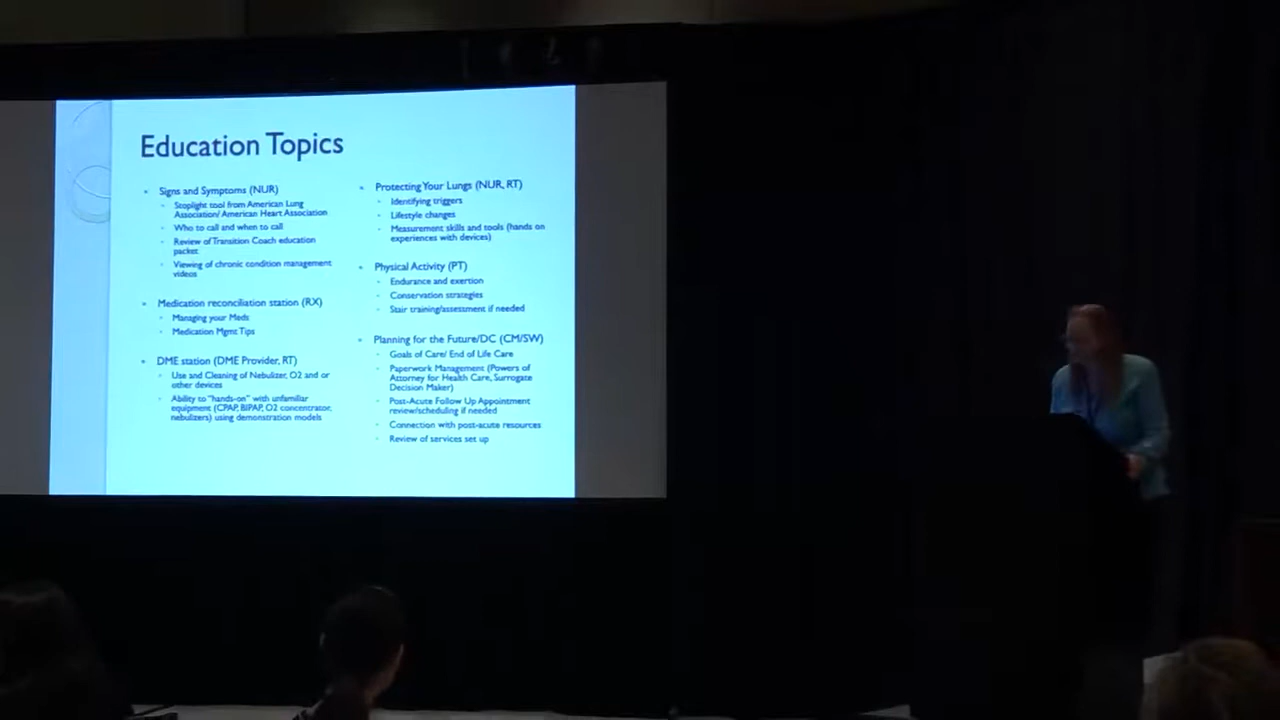 Education Topics
Signs and Symptoms (NUR)
Stoplight tool from American Lung
Association/ American Heart Association
Who to call and when to call
Review of Transition Coach education
packet
Viewing of chronic condition management
videos
Medication reconciliation station (RX)
Managing your Meds
Medication Mgmt Tips
DME station (DME Provider, RT)
Use and Cleaning of Nebulizer, O2 and or
other devices
Ability to "hands-on" with unfamiliar
equipment (CPAP, BIPAP, O2 concentrator,
nebulizers) using demonstration models
Protecting Your Lungs (NUR, RT)
Identifying triggers
Lifestyle changes
Measurement skills and tools (hands on
experiences with devices)
Physical Activity (PT)
Endurance and exertion
Conservation strategies
Stair training/assessment if needed
Planning for the Future/DC (CM/SW)
Goals of Care/ End of Life Care
Paperwork Management (Powers of
Attorney for Health Care, Surrogate
Decision Maker)
Post-Acute Follow Up Appointment
review/scheduling if needed
Connection with post-acute resources
Review of services set up